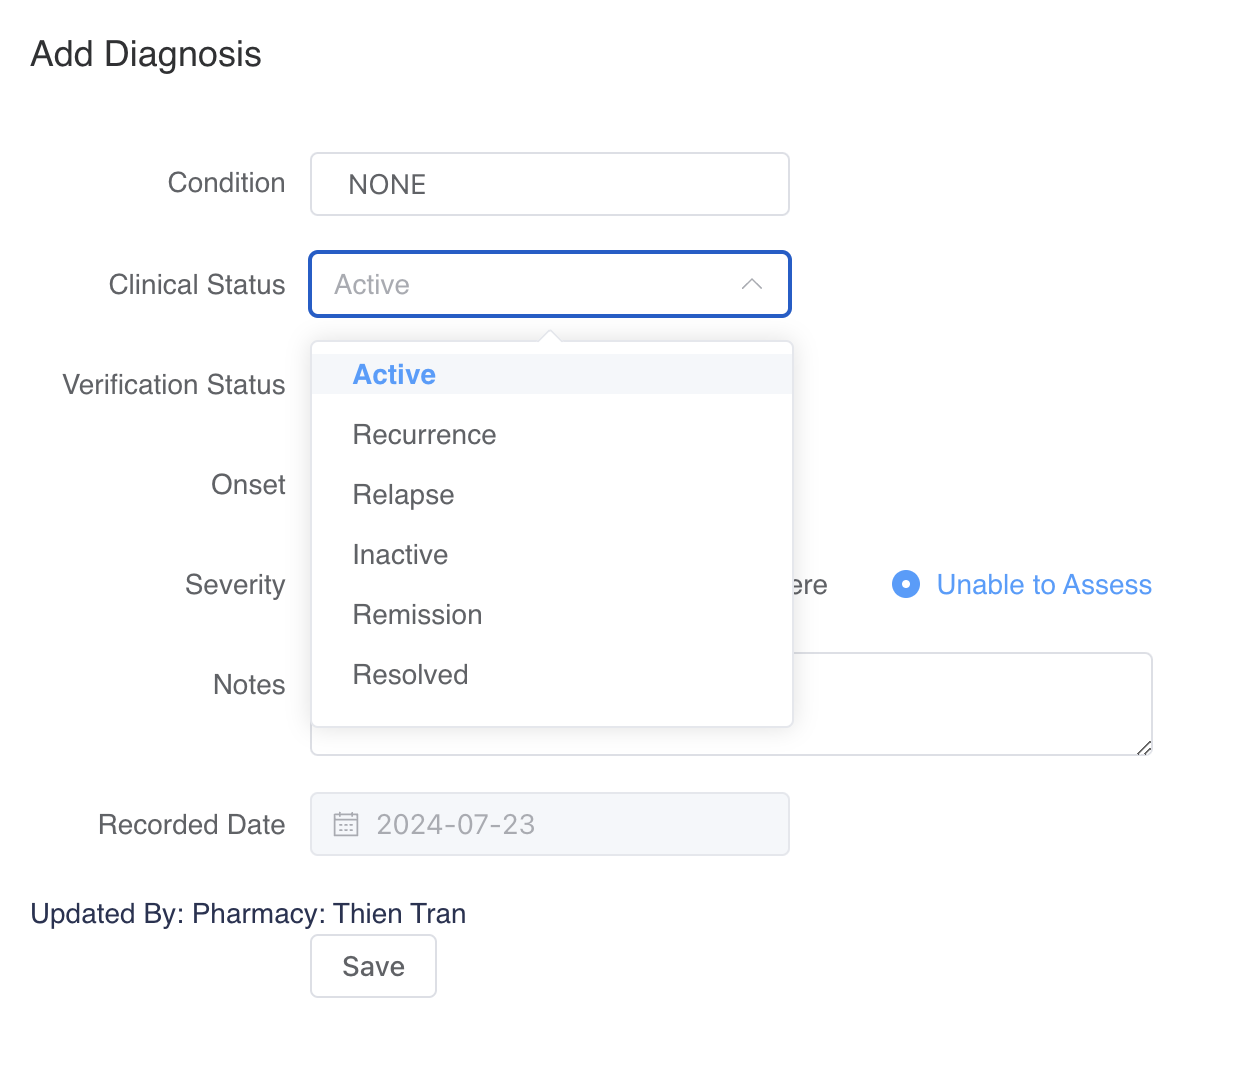 Add Diagnosis
Condition NONE
Clinical Status Active
Active
Verification Status
Recurrence
Onset
Relapse
Inactive
Severity ere Unable to Assess
Remission
Notes
Resolved
Recorded Date 2024-07-23
Updated By: Pharmacy: Thien Tran
Save